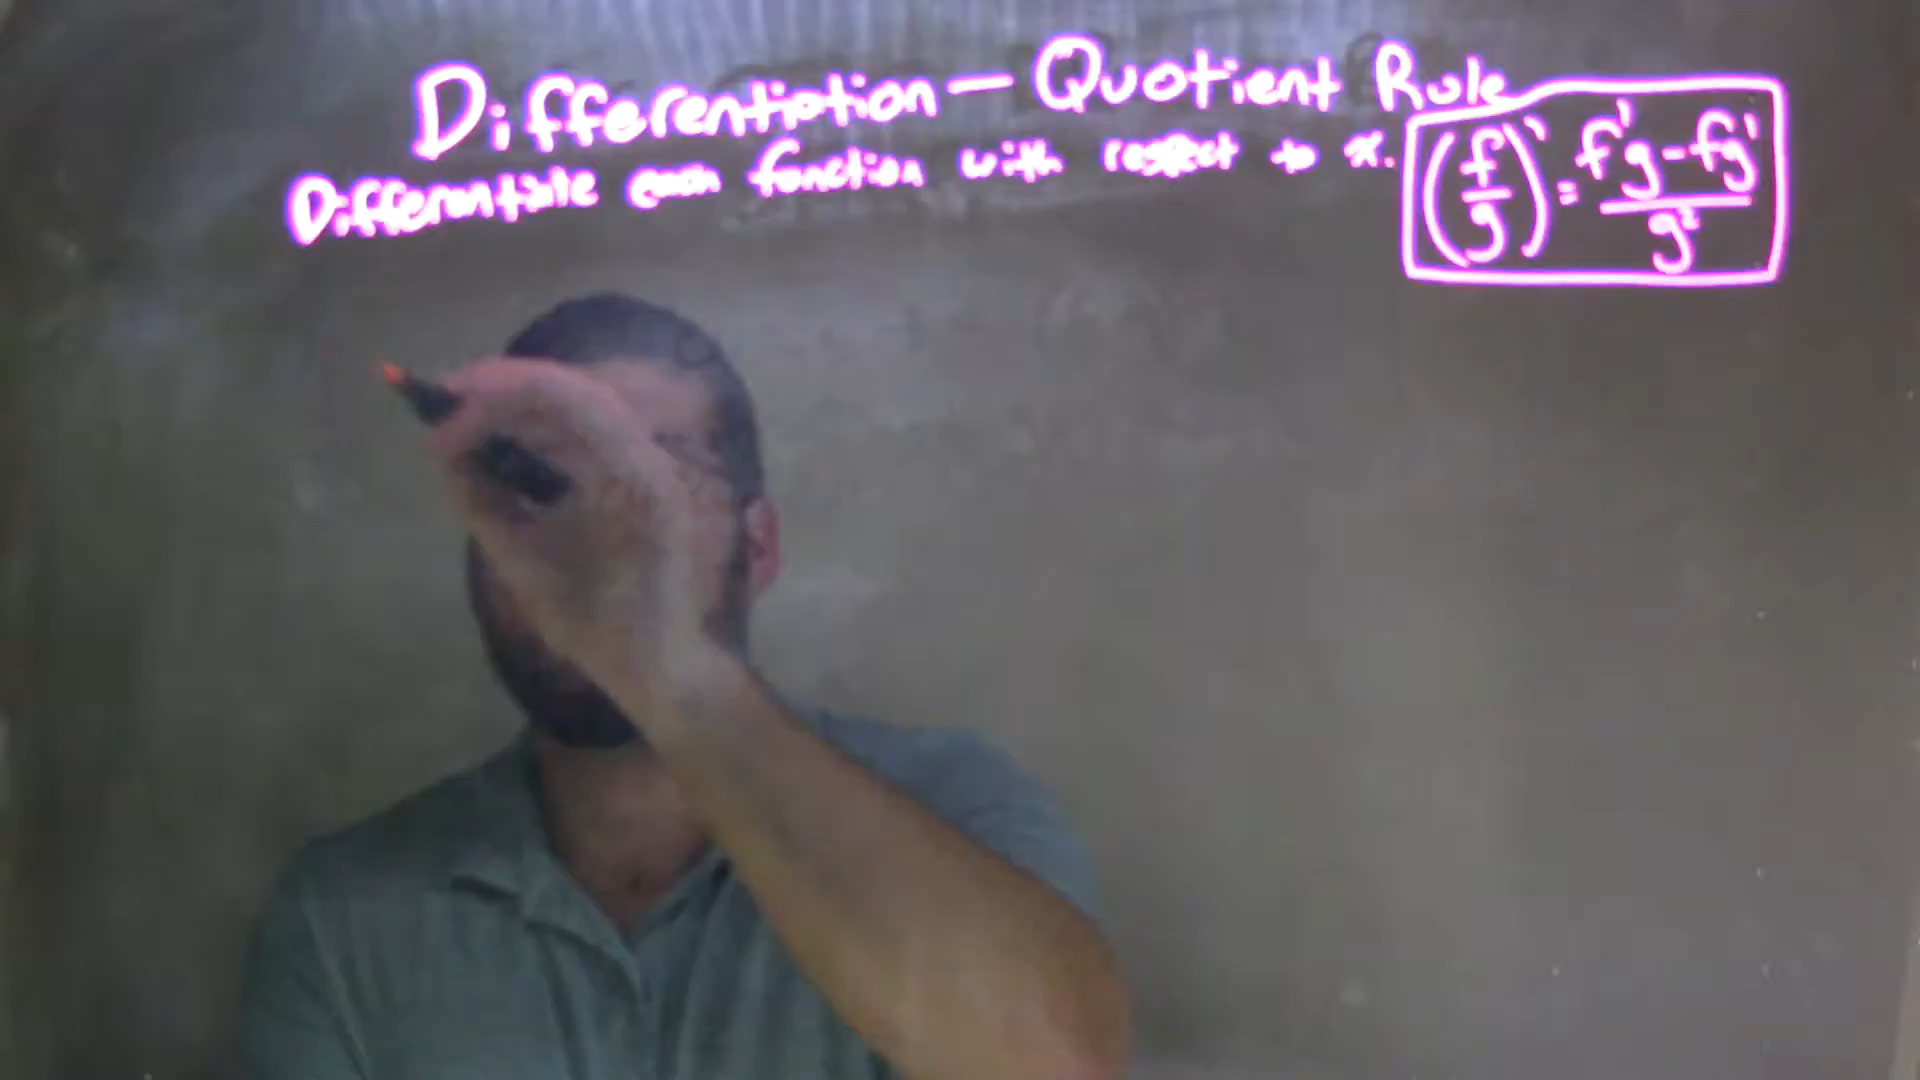 Differentiation — Quotient Rule
Differentiate each function with respect to x.
(f/g)' = f'g - fg' / g²